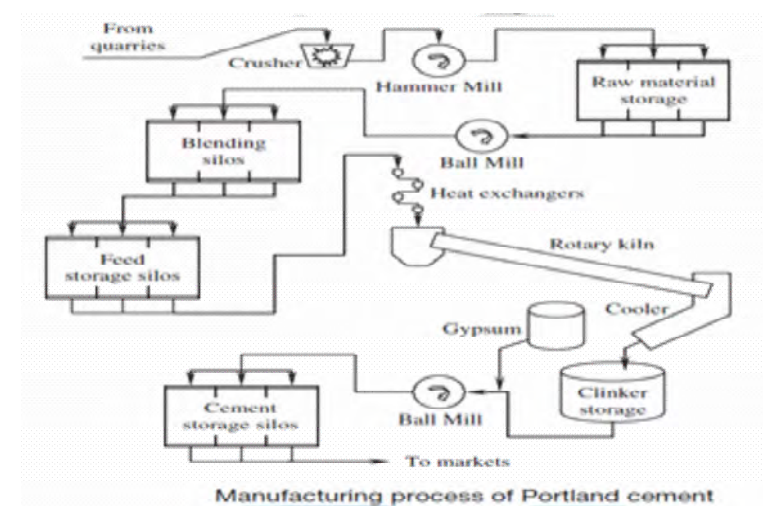 From
quarries
Crusher
Hammer Mill
Raw material
storage
Blending
silos
Ball Mill
Heat exchangers
Feed
storage silos
Rotary kiln
Cooler
Gypsum
Clinker
storage
Ball Mill
Cement
storage silos
To markets
Manufacturing process of Portland cement